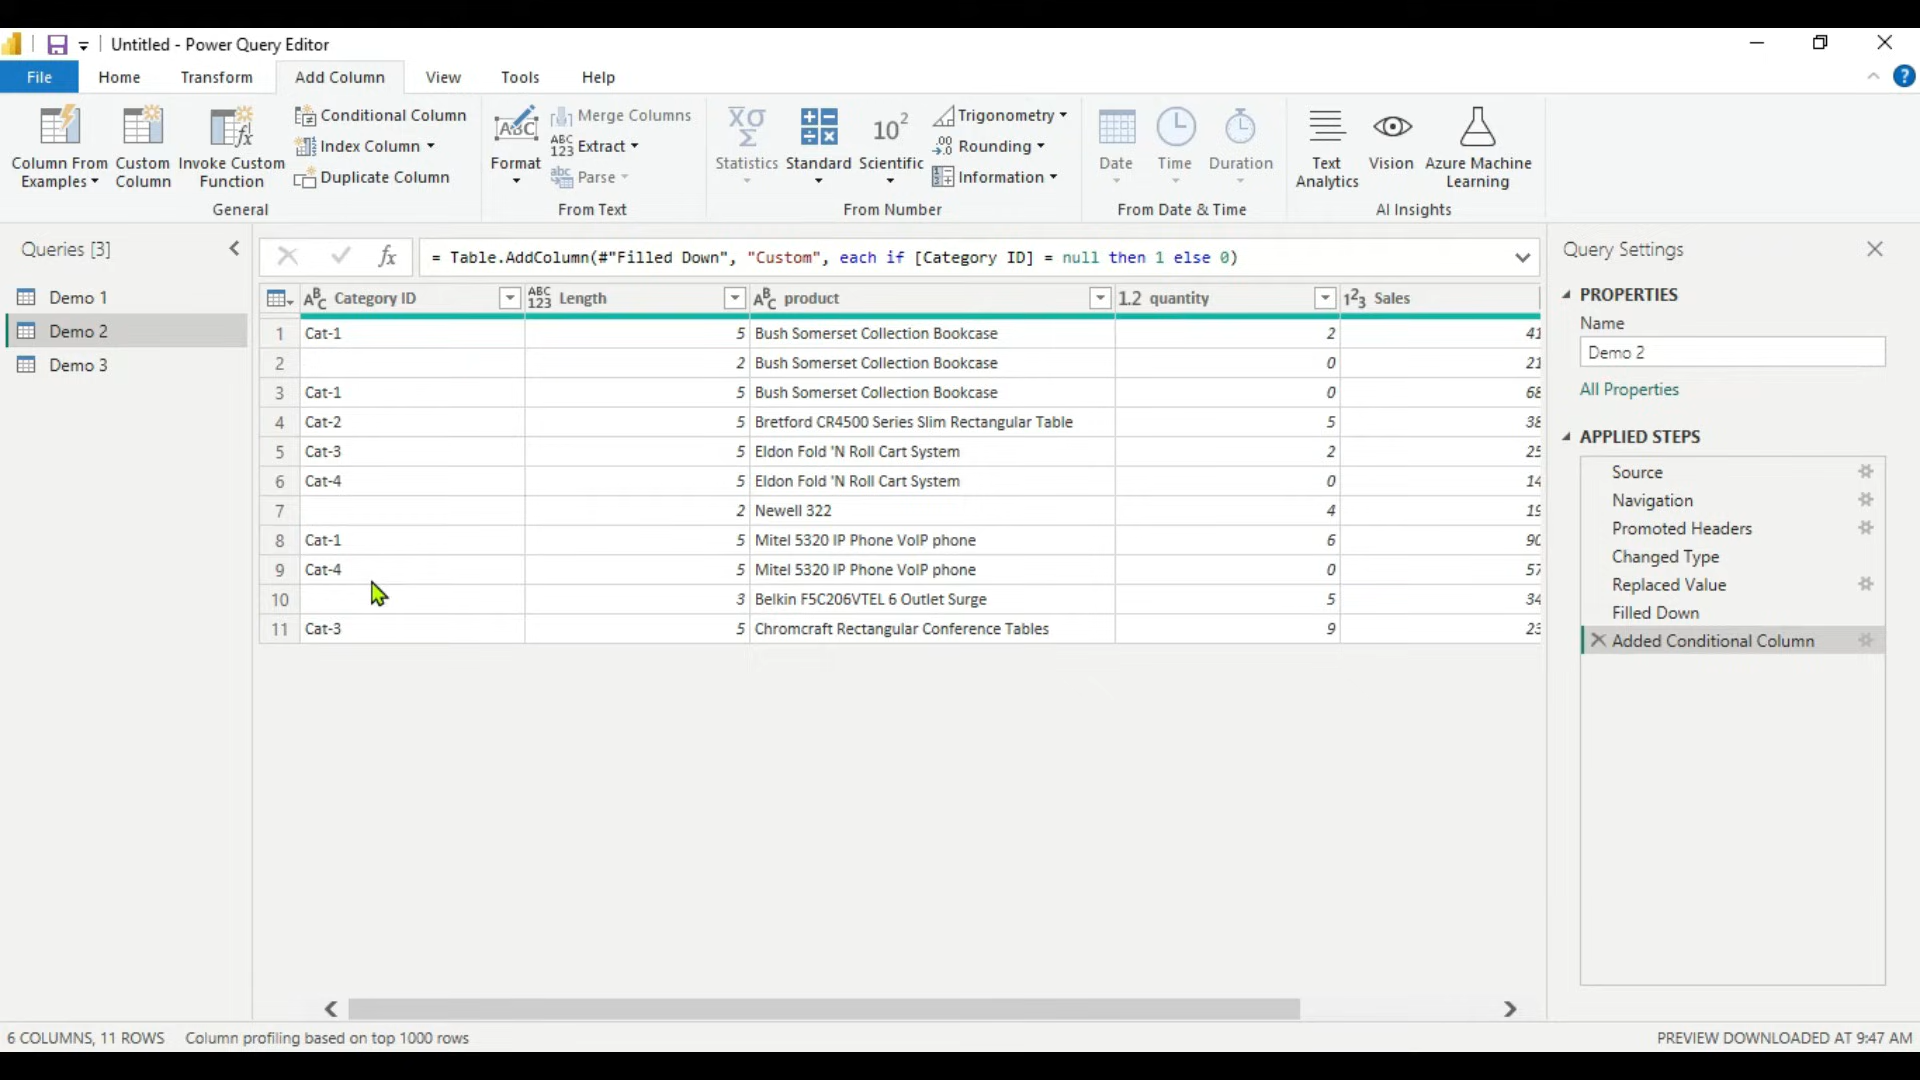 Untitled - Power Query Editor
File Home Transform Add Column View Tools Help
Column From Examples
Custom Column
Invoke Custom Function
Conditional Column
Index Column
Duplicate Column
General
Format
Merge Columns
Extract
Parse
From Text
Statistics
Standard
Scientific
Trigonometry
Rounding
Information
From Number
Date
Time
Duration
From Date & Time
Text Analytics
Vision
Azure Machine Learning
AI Insights
Queries [3]
Demo 1
Demo 2
Demo 3
= Table.AddColumn(#"Filled Down", "Custom", each if [Category ID] = null then 1 else 0)
Category ID Length product 1.2 quantity Sales
1 Cat-1 5 Bush Somerset Collection Bookcase 2 41
2 2 Bush Somerset Collection Bookcase 0 21
3 Cat-1 5 Bush Somerset Collection Bookcase 0 68
4 Cat-2 5 Bretford CR4500 Series Slim Rectangular Table 5 38
5 Cat-3 5 Eldon Fold 'N Roll Cart System 2 25
6 Cat-4 5 Eldon Fold 'N Roll Cart System 0 14
7 2 Newell 322 4 19
8 Cat-1 5 Mitel 5320 IP Phone VoIP phone 6 90
9 Cat-4 5 Mitel 5320 IP Phone VoIP phone 0 57
10 3 Belkin F5C206VTEL 6 Outlet Surge 5 34
11 Cat-3 5 Chromcraft Rectangular Conference Tables 9 23
Query Settings
PROPERTIES
Name
Demo 2
All Properties
APPLIED STEPS
Source
Navigation
Promoted Headers
Changed Type
Replaced Value
Filled Down
Added Conditional Column
6 COLUMNS, 11 ROWS Column profiling based on top 1000 rows
PREVIEW DOWNLOADED AT 9:47 AM